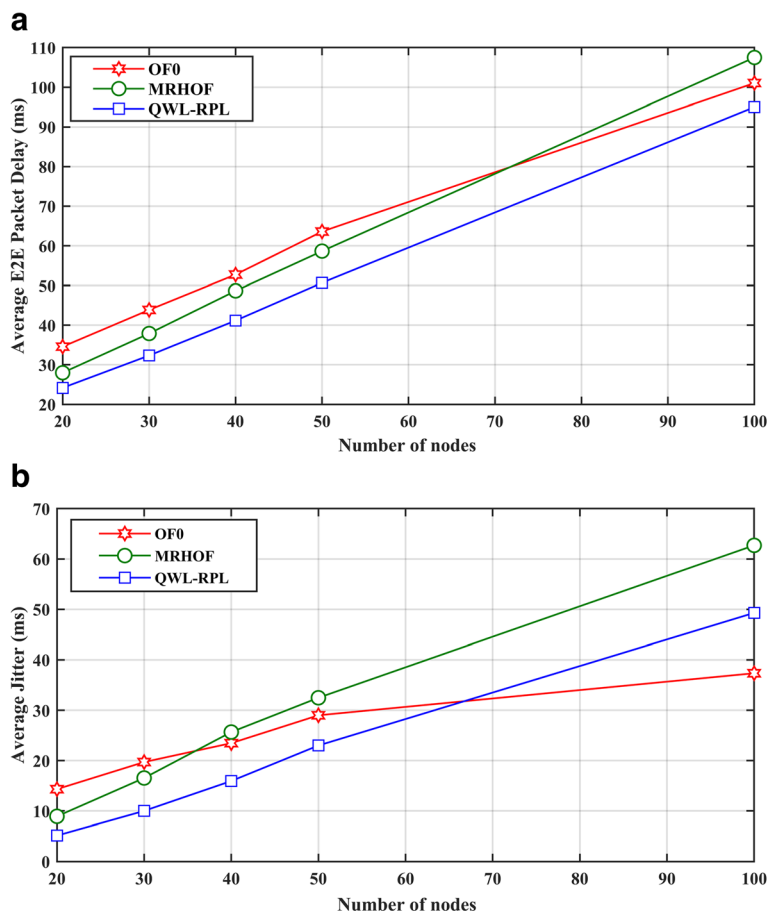 a
110
100
90
80
70
60
50
40
30
20
Average E2E Packet Delay (ms)
OF0
MRHOF
QWL-RPL
20 30 40 50 60 70 80 90 100
Number of nodes
b
70
60
50
40
30
20
10
0
Average Jitter (ms)
OF0
MRHOF
QWL-RPL
20 30 40 50 60 70 80 90 100
Number of nodes